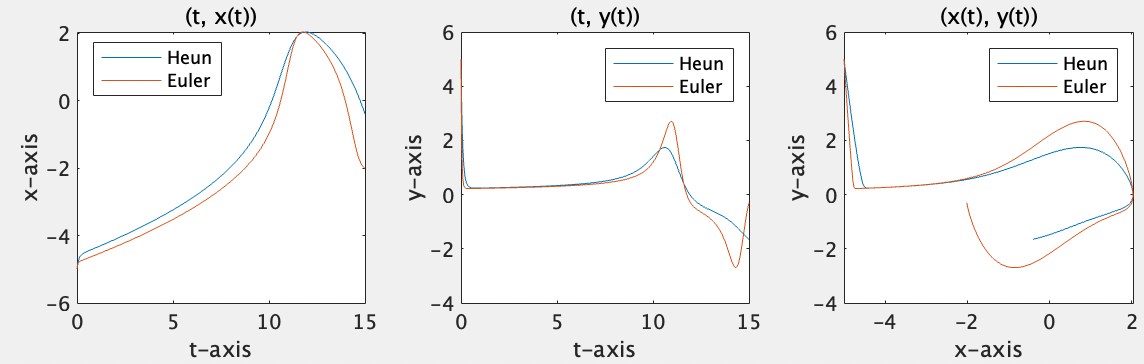 (t, x(t))
2
0
−2
−4
−6
0
5
10
15
x-axis
t-axis
Heun
Euler
(t, y(t))
6
4
2
0
−2
−4
0
5
10
15
y-axis
t-axis
Heun
Euler
(x(t), y(t))
6
4
2
0
−2
−4
−4
−2
0
2
y-axis
x-axis
Heun
Euler